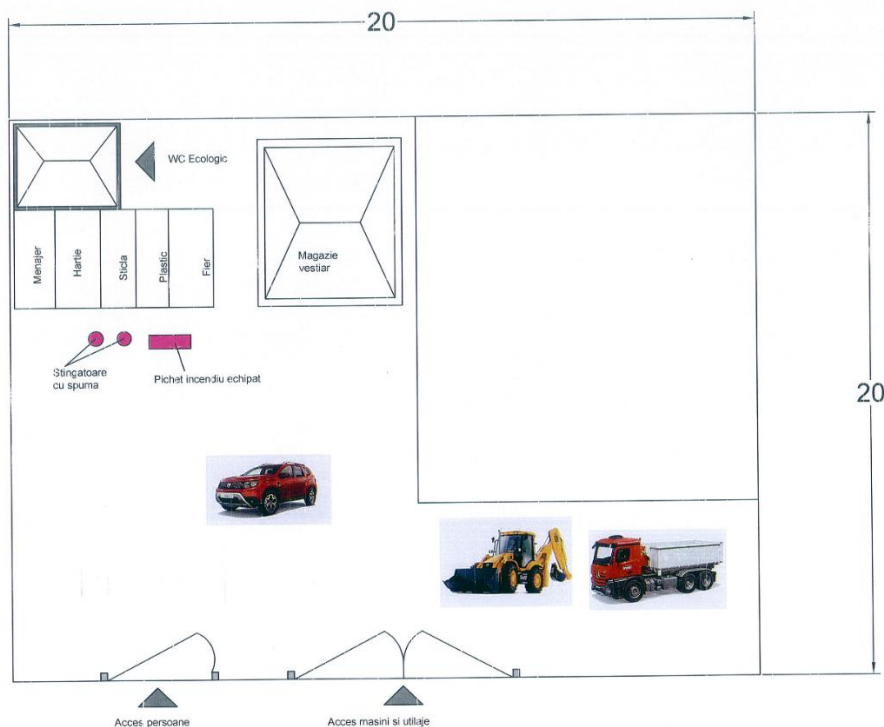 20
WC Ecologic
Menajer
Hartie
Sticla
Plastic
Fier
Magazie
vestiar
Stingatoare
cu spuma
Pichet incendiu echipat
20
Acces persoane
Acces masini si utilaje